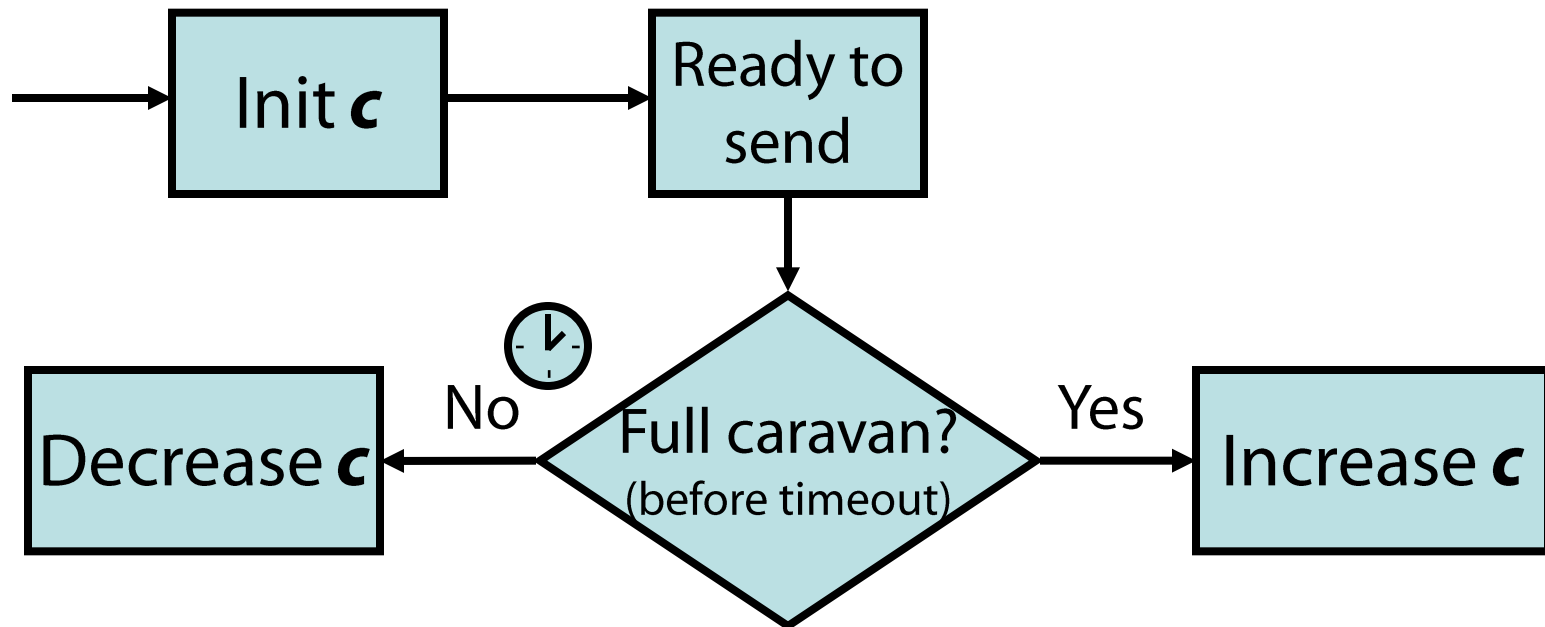 Init c
Ready to
send
No
Yes
Full caravan?
(before timeout)
Decrease c
Increase c